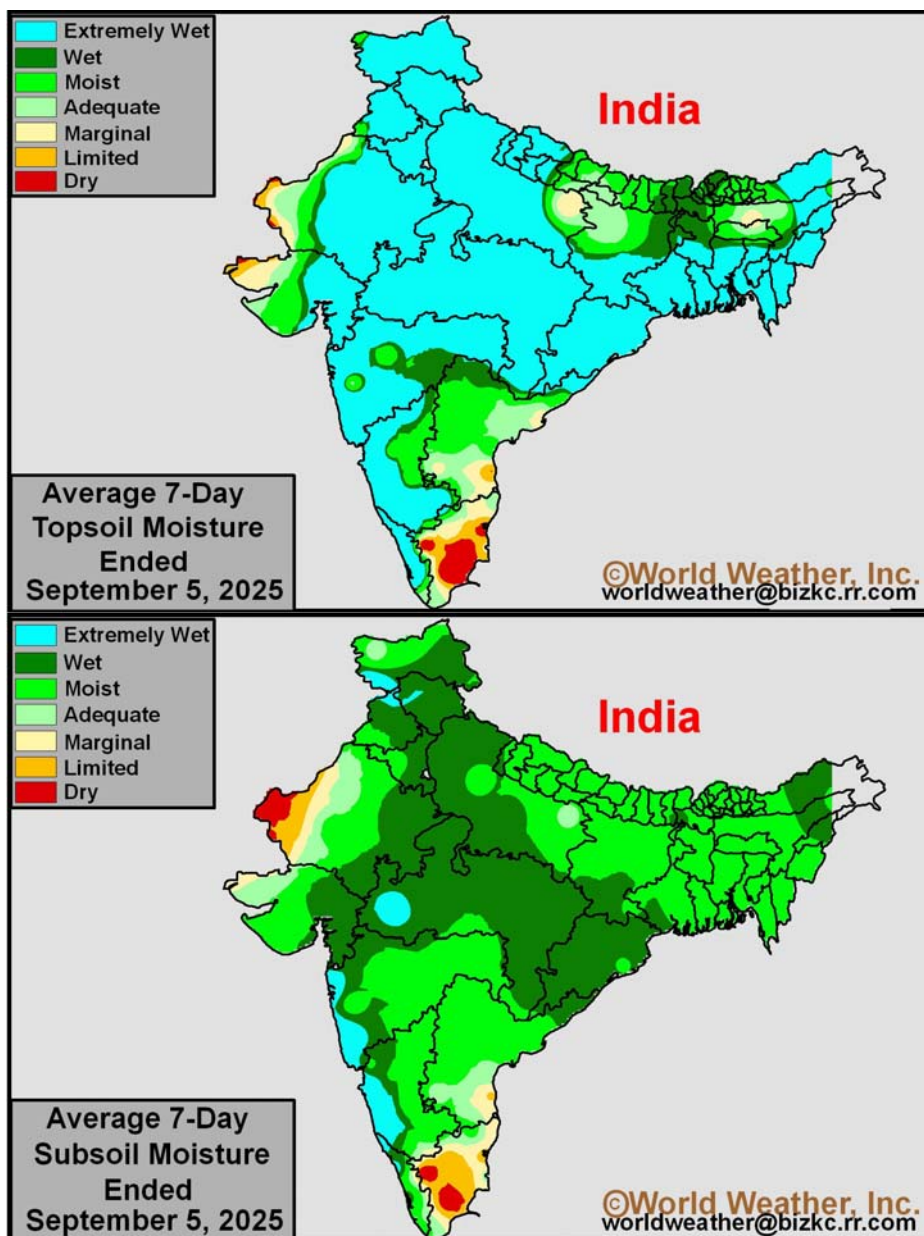 Extremely Wet
Wet
Moist
Adequate
Marginal
Limited
Dry
India
Average 7-Day
Topsoil Moisture
Ended
September 5, 2025
©World Weather, Inc.
worldweather@bizkc.rr.com
Extremely Wet
Wet
Moist
Adequate
Marginal
Limited
Dry
India
Average 7-Day
Subsoil Moisture
Ended
September 5, 2025
©World Weather, Inc.
worldweather@bizkc.rr.com